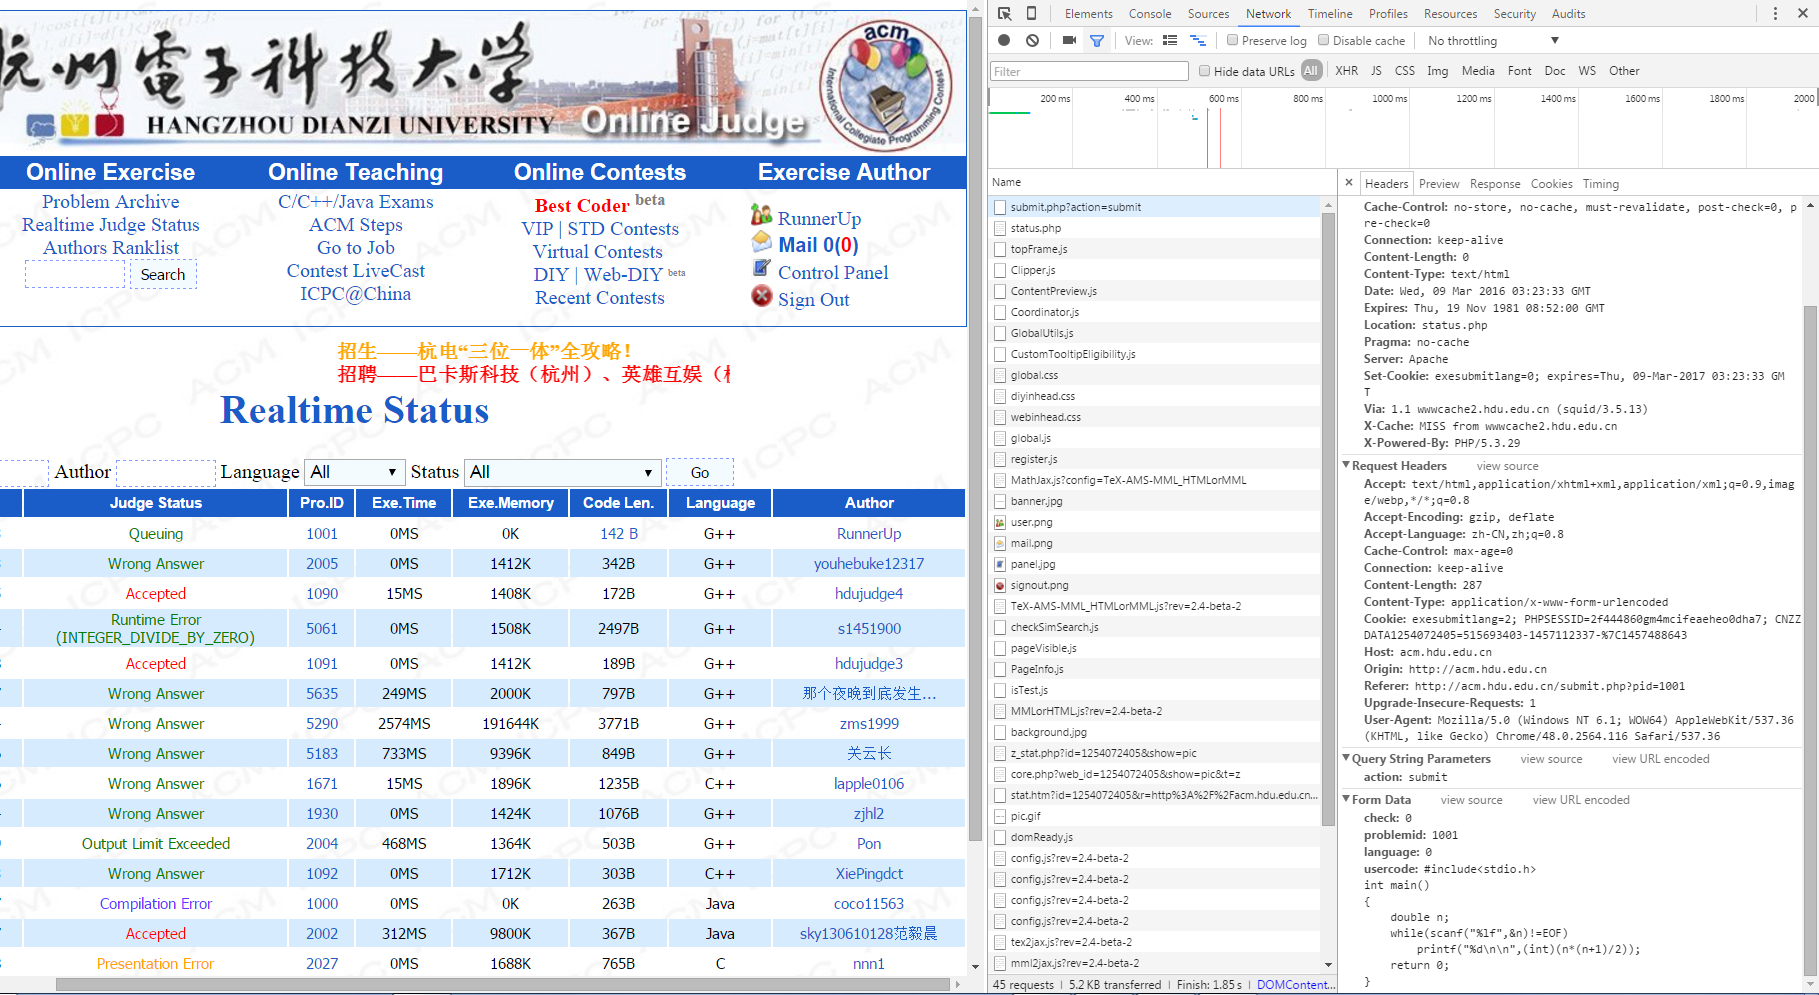 杭州電子科技大学
HANGZHOU DIANZI UNIVERSITY
Online Judge
acm
International Collegiate Programming Contest
Online Exercise Online Teaching Online Contests Exercise Author
Problem Archive
Realtime Judge Status
Authors Ranklist
Search
C/C++/Java Exams
ACM Steps
Go to Job
Contest LiveCast
ICPC@China
Best Coder beta
VIP | STD Contests
Virtual Contests
DIY | Web-DIY beta
Recent Contests
RunnerUp
Mail 0(0)
Control Panel
Sign Out
招生——杭电“三位一体”全攻略！
招聘——巴卡斯科技（杭州）、英雄互娱（
Realtime Status
Author Language All Status All Go
Judge Status Pro.ID Exe.Time Exe.Memory Code Len. Language Author
Queuing 1001 0MS 0K 142 B G++ RunnerUp
Wrong Answer 2005 0MS 1412K 342B G++ youhebuke12317
Accepted 1090 15MS 1408K 172B G++ hdujudge4
Runtime Error
(INTEGER_DIVIDE_BY_ZERO) 5061 0MS 1508K 2497B G++ s1451900
Accepted 1091 0MS 1412K 189B G++ hdujudge3
Wrong Answer 5635 249MS 2000K 797B G++ 那个夜晚到底发生...
Wrong Answer 5290 2574MS 191644K 3771B G++ zms1999
Wrong Answer 5183 733MS 9396K 849B G++ 关云长
Wrong Answer 1671 15MS 1896K 1235B C++ lapple0106
Wrong Answer 1930 0MS 1424K 1076B G++ zjhl2
Output Limit Exceeded 2004 468MS 1364K 503B G++ Pon
Wrong Answer 1092 0MS 1712K 303B C++ XiePingdct
Compilation Error 1000 0MS 0K 263B Java coco11563
Accepted 2002 312MS 9800K 367B Java sky130610128范毅晨
Presentation Error 2027 0MS 1688K 765B C nnn1
Elements Console Sources Network Timeline Profiles Resources Security Audits
View: Preserve log Disable cache No throttling
Filter Hide data URLs All XHR JS CSS Img Media Font Doc WS Other
200 ms 400 ms 600 ms 800 ms 1000 ms 1200 ms 1400 ms 1600 ms 1800 ms 2000
Name
submit.php?action=submit
status.php
topFrame.js
Clipper.js
ContentPreview.js
Coordinator.js
GlobalUtils.js
CustomTooltipEligibility.js
global.css
diyinhead.css
webinhead.css
global.js
register.js
MathJax.js?config=TeX-AMS-MML_HTMLorMML
banner.jpg
user.png
mail.png
panel.jpg
signout.png
TeX-AMS-MML_HTMLorMML.js?rev=2.4-beta-2
checkSimSearch.js
pageVisible.js
PageInfo.js
isTest.js
MMLorHTML.js?rev=2.4-beta-2
background.jpg
z_stat.php?id=1254072405&show=pic
core.php?web_id=1254072405&show=pic&t=z
stat.htm?id=1254072405&r=http%3A%2F%2Facm.hdu.edu.cn...
pic.gif
domReady.js
config.js?rev=2.4-beta-2
config.js?rev=2.4-beta-2
config.js?rev=2.4-beta-2
config.js?rev=2.4-beta-2
tex2jax.js?rev=2.4-beta-2
mml2jax.js?rev=2.4-beta-2
45 requests | 5.2 KB transferred | Finish: 1.85 s | DOMContent...
Headers Preview Response Cookies Timing
Cache-Control: no-store, no-cache, must-revalidate, post-check=0, p
re-check=0
Connection: keep-alive
Content-Length: 0
Content-Type: text/html
Date: Wed, 09 Mar 2016 03:23:33 GMT
Expires: Thu, 19 Nov 1981 08:52:00 GMT
Location: status.php
Pragma: no-cache
Server: Apache
Set-Cookie: exesubmitlang=0; expires=Thu, 09-Mar-2017 03:23:33 GM
T
Via: 1.1 wwwcache2.hdu.edu.cn (squid/3.5.13)
X-Cache: MISS from wwwcache2.hdu.edu.cn
X-Powered-By: PHP/5.3.29
Request Headers view source
Accept: text/html,application/xhtml+xml,application/xml;q=0.9,imag
e/webp,*/*;q=0.8
Accept-Encoding: gzip, deflate
Accept-Language: zh-CN,zh;q=0.8
Cache-Control: max-age=0
Connection: keep-alive
Content-Length: 287
Content-Type: application/x-www-form-urlencoded
Cookie: exesubmitlang=2; PHPSESSID=2f444860gm4mcifeaeheo0dha7; CNZZ
DATA1254072405=515693403-1457112337-%7C1457488643
Host: acm.hdu.edu.cn
Origin: http://acm.hdu.edu.cn
Referer: http://acm.hdu.edu.cn/submit.php?pid=1001
Upgrade-Insecure-Requests: 1
User-Agent: Mozilla/5.0 (Windows NT 6.1; WOW64) AppleWebKit/537.36
(KHTML, like Gecko) Chrome/48.0.2564.116 Safari/537.36
Query String Parameters view source view URL encoded
action: submit
Form Data view source view URL encoded
check: 0
problemid: 1001
language: 0
usercode: #include<stdio.h>
int main()
{
double n;
while(scanf("%lf",&n)!=EOF)
printf("%d\n\n",(int)(n*(n+1)/2));
return 0;
}